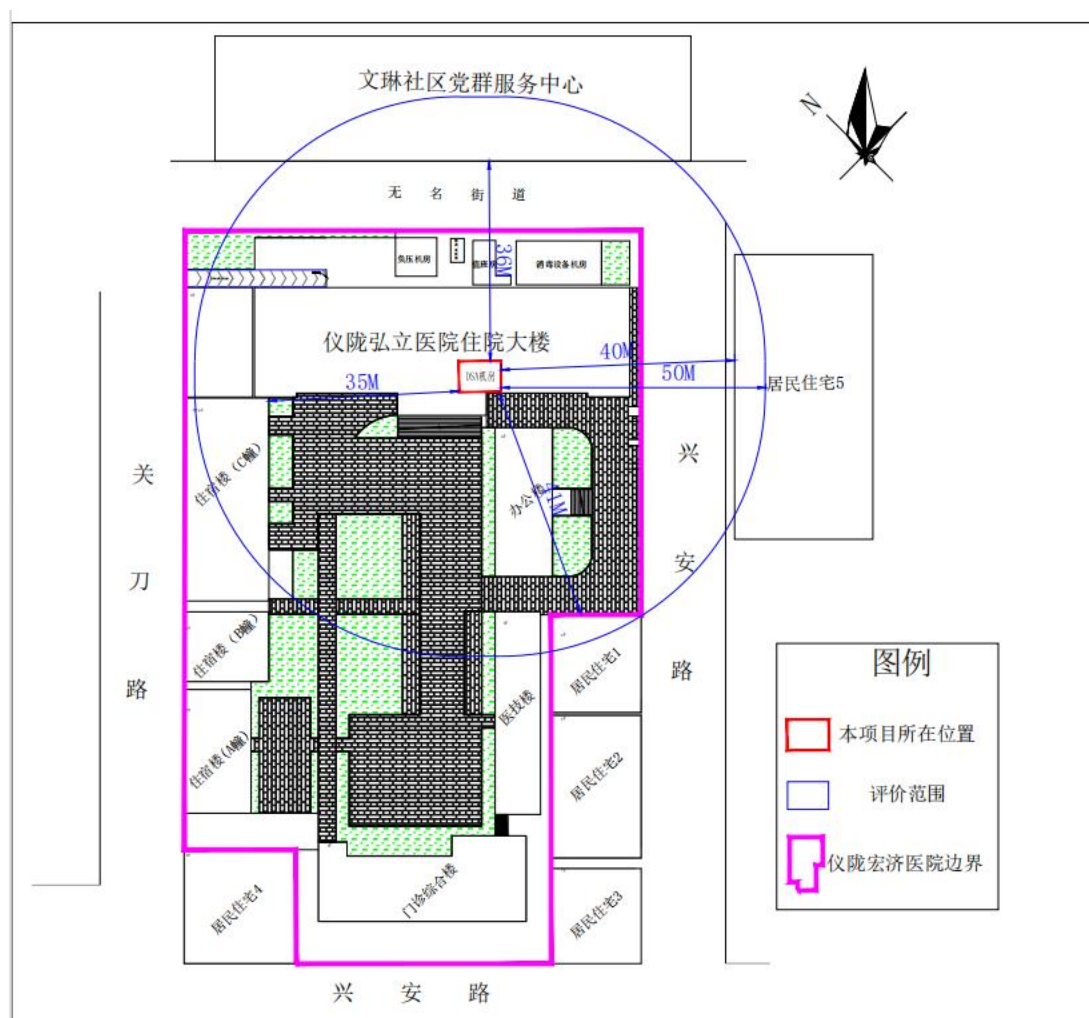 文琳社区党群服务中心
N
无名街道
负压机房
值班房
消毒设备机房
36M
仪陇弘立医院住院大楼
DSA机房
40M
50M
35M
居民住宅5
住宿楼（C幢）
办公楼
41M
兴安路
关刀路
住宿楼（B幢）
医技楼
居民住宅1
住宿楼（A幢）
居民住宅2
门诊综合楼
居民住宅4
居民住宅3
兴安路
图例
本项目所在位置
评价范围
仪陇宏济医院边界